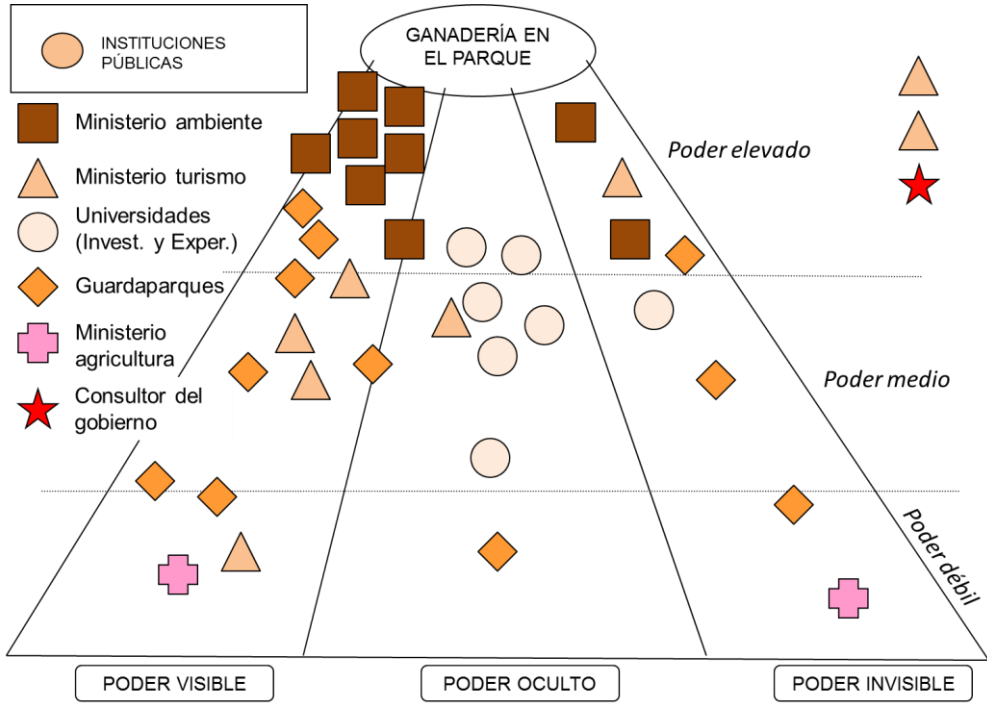 GANADERÍA EN
EL PARQUE
INSTITUCIONES
PÚBLICAS
Ministerio ambiente
Ministerio turismo
Universidades
(Invest. y Exper.)
Guardaparques
Ministerio
agricultura
Consultor del
gobierno
Poder elevado
Poder medio
Poder débil
PODER VISIBLE
PODER OCULTO
PODER INVISIBLE